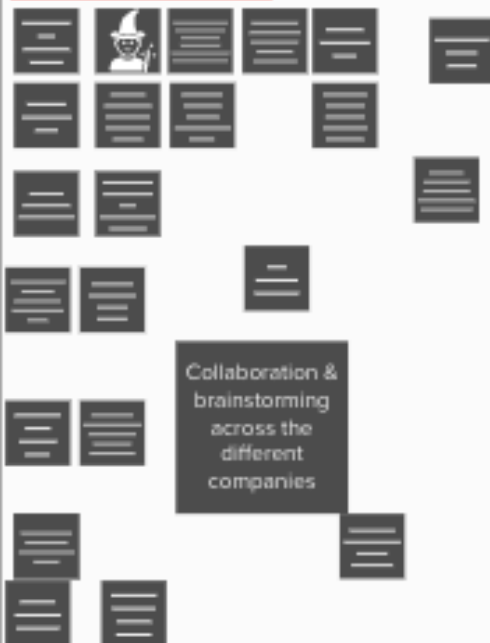 Collaboration &
brainstorming
across the
different
companies